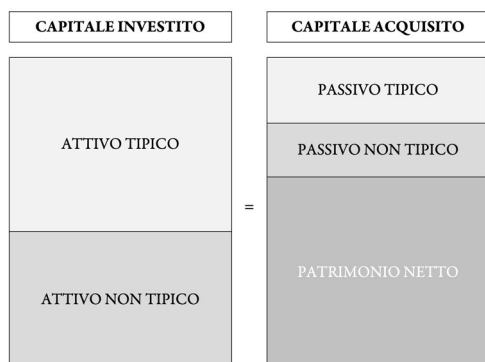 CAPITALE INVESTITO
CAPITALE ACQUISITO
ATTIVO TIPICO
ATTIVO NON TIPICO
=
PASSIVO TIPICO
PASSIVO NON TIPICO
PATRIMONIO NETTO